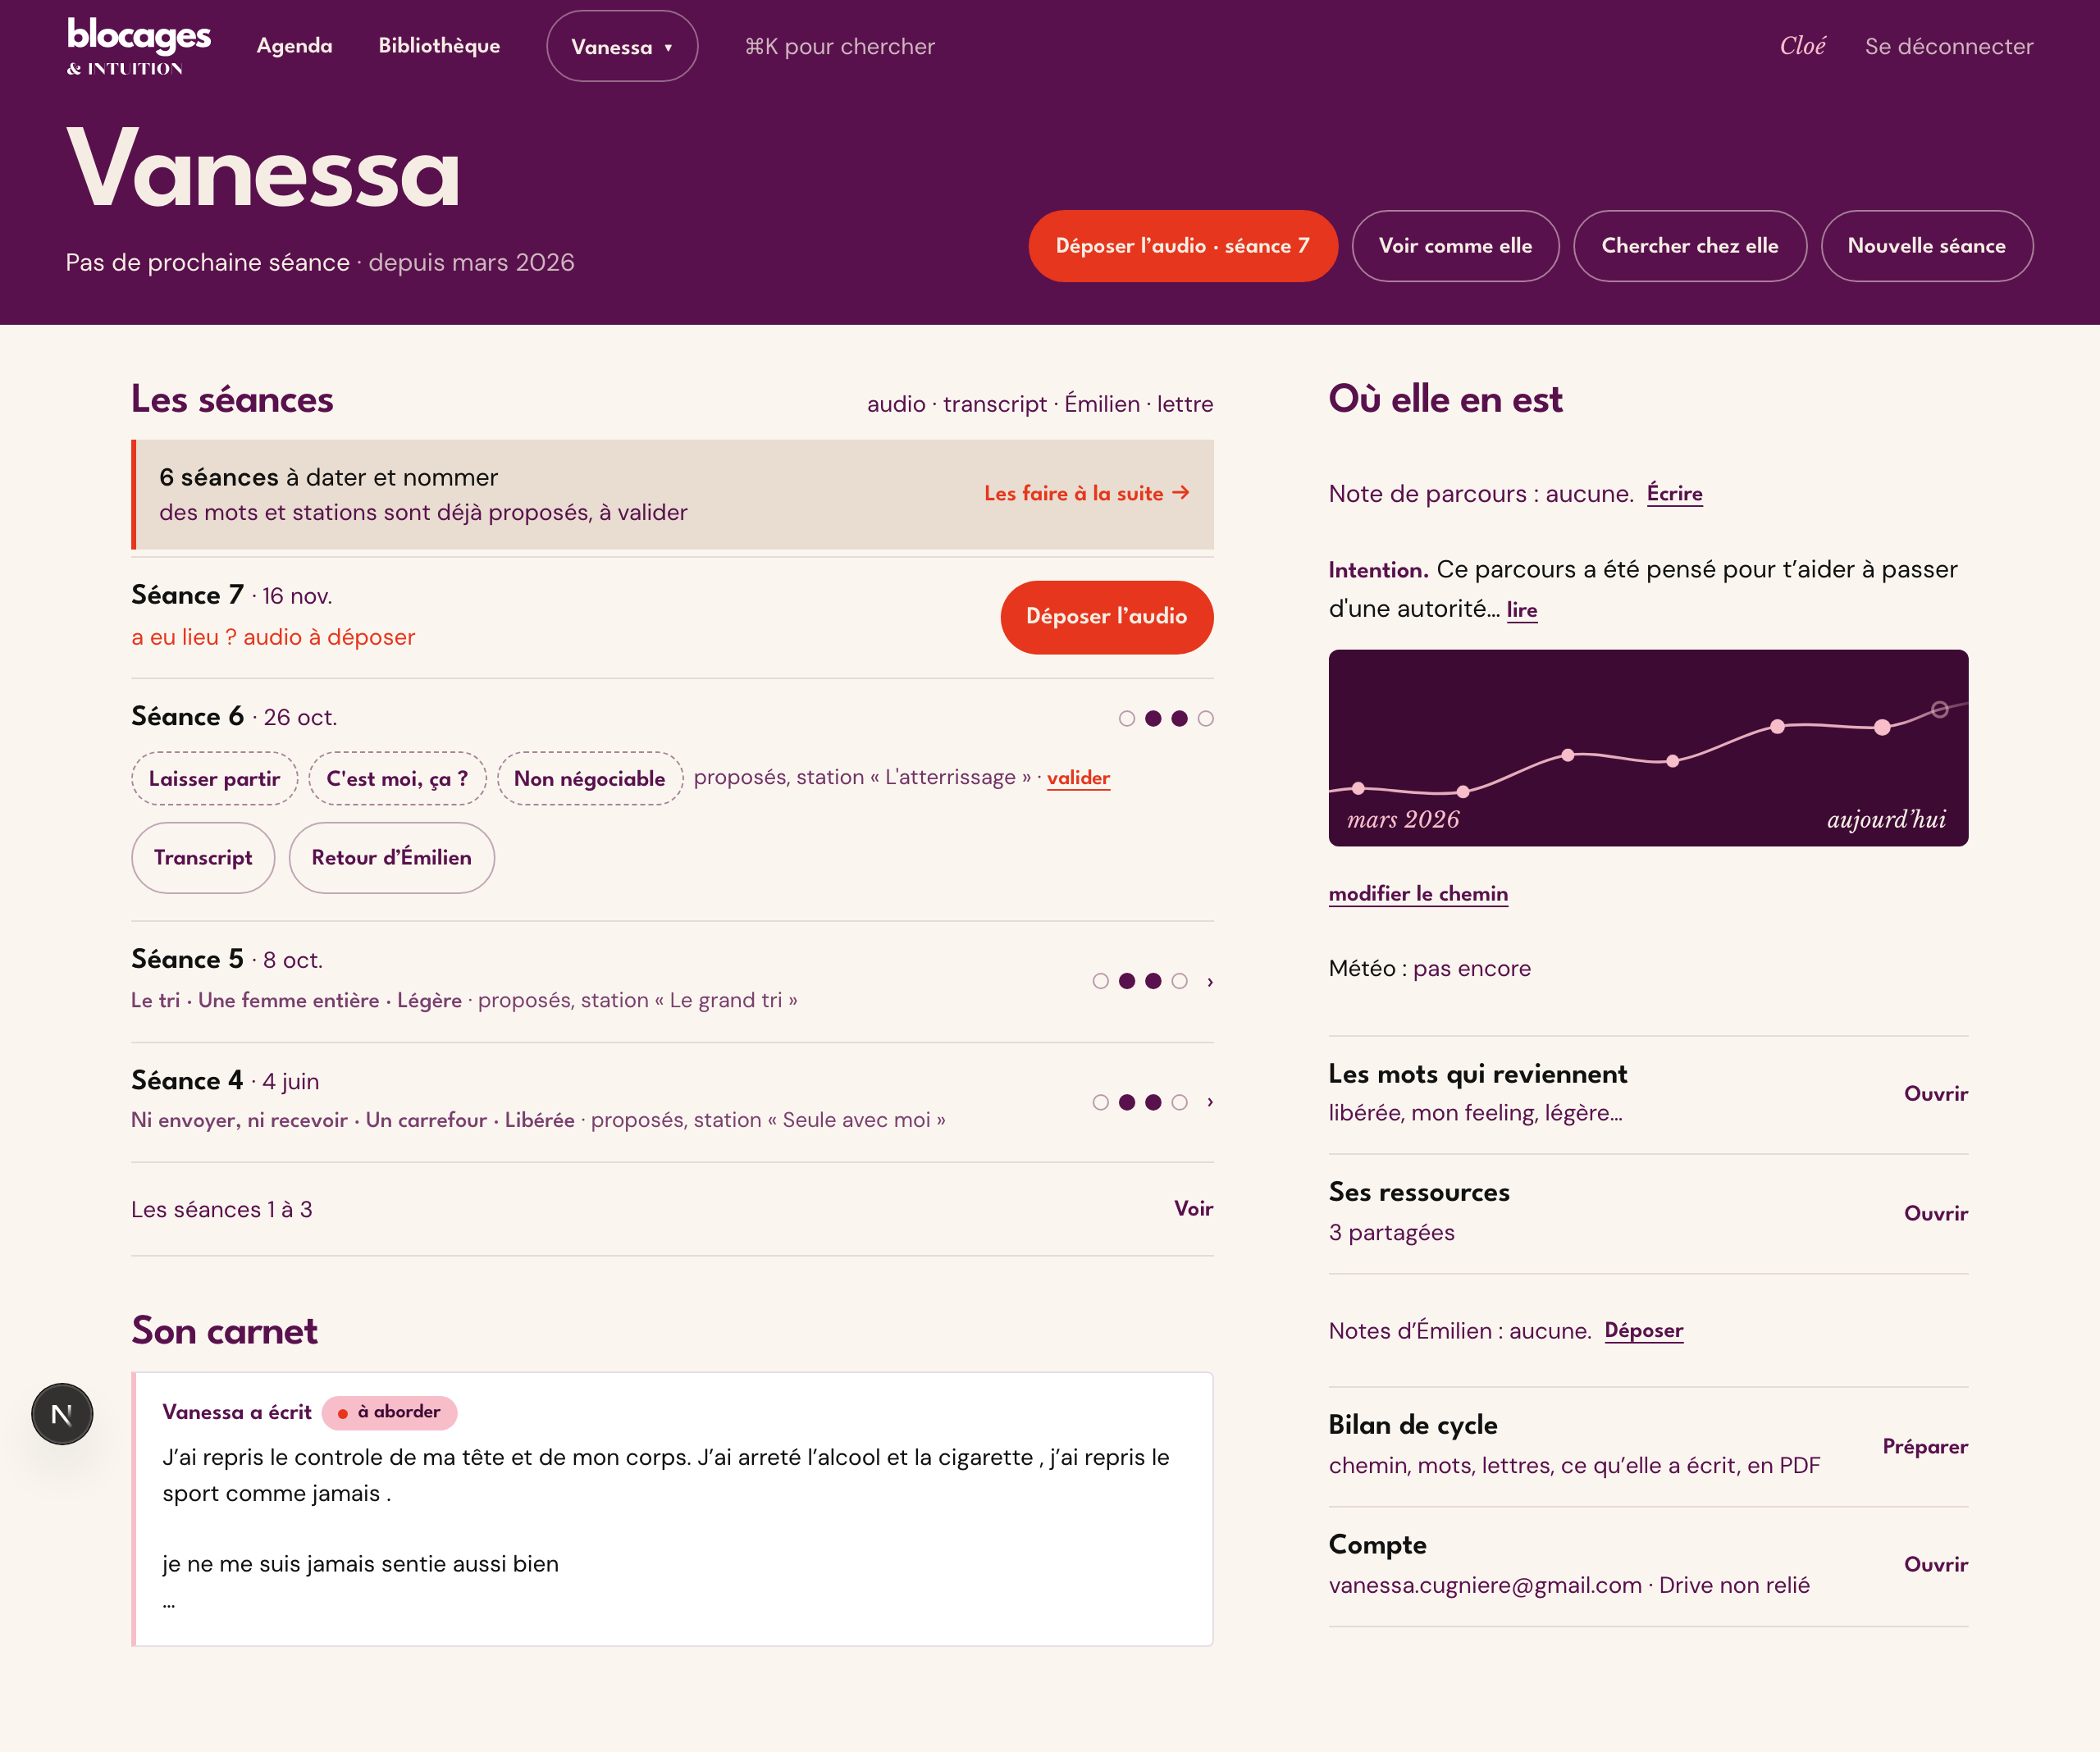 blocages
& INTUITION
Agenda
Bibliothèque
Vanessa ▾
⌘K pour chercher
Cloé
Se déconnecter
Vanessa
Pas de prochaine séance · depuis mars 2026
Déposer l’audio · séance 7
Voir comme elle
Chercher chez elle
Nouvelle séance
Les séances
audio · transcript · Émilien · lettre
6 séances à dater et nommer
des mots et stations sont déjà proposés, à valider
Les faire à la suite →
Séance 7 · 16 nov.
a eu lieu ? audio à déposer
Déposer l’audio
Séance 6 · 26 oct.
Laisser partir
C'est moi, ça ?
Non négociable
proposés, station « L'atterrissage » · valider
Transcript
Retour d’Émilien
Séance 5 · 8 oct.
Le tri · Une femme entière · Légère · proposés, station « Le grand tri »
›
Séance 4 · 4 juin
Ni envoyer, ni recevoir · Un carrefour · Libérée · proposés, station « Seule avec moi »
›
Les séances 1 à 3
Voir
Son carnet
N
Vanessa a écrit
à aborder
J’ai repris le controle de ma tête et de mon corps. J’ai arreté l’alcool et la cigarette , j’ai repris le
sport comme jamais .
je ne me suis jamais sentie aussi bien
…
Où elle en est
Note de parcours : aucune. Écrire
Intention. Ce parcours a été pensé pour t’aider à passer
d'une autorité… lire
mars 2026
aujourd’hui
modifier le chemin
Météo : pas encore
Les mots qui reviennent
libérée, mon feeling, légère…
Ouvrir
Ses ressources
3 partagées
Ouvrir
Notes d’Émilien : aucune. Déposer
Bilan de cycle
chemin, mots, lettres, ce qu’elle a écrit, en PDF
Préparer
Compte
vanessa.cugniere@gmail.com · Drive non relié
Ouvrir